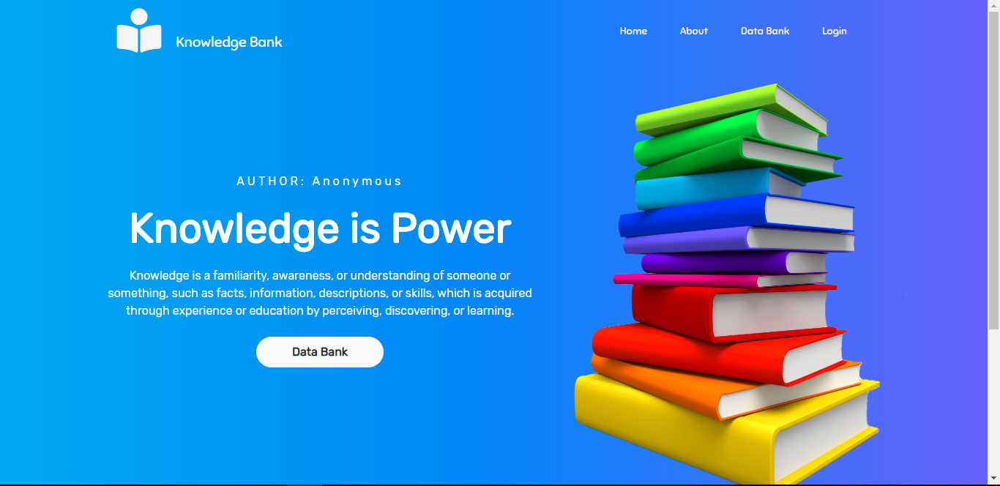 Knowledge Bank
Home
About
Data Bank
Login
AUTHOR: Anonymous
Knowledge is Power
Knowledge is a familiarity, awareness, or understanding of someone or
something, such as facts, information, descriptions, or skills, which is acquired
through experience or education by perceiving, discovering, or learning.
Data Bank